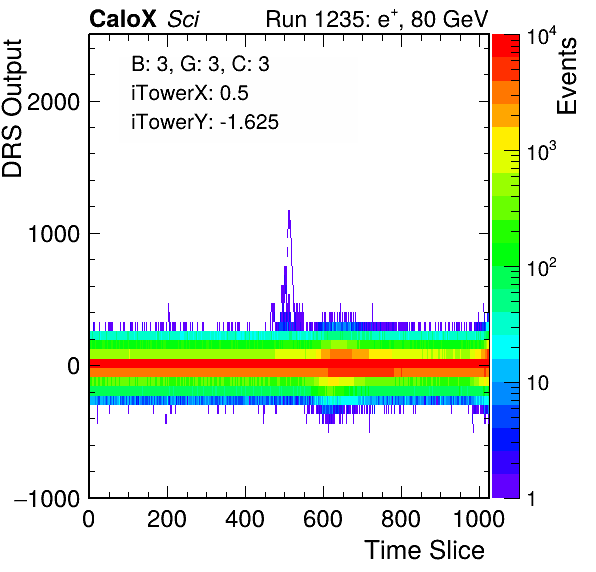 CaloX Sci Run 1235: e⁺, 80 GeV
B: 3, G: 3, C: 3
iTowerX: 0.5
iTowerY: -1.625
DRS Output
2000
1000
0
−1000
0 200 400 600 800 1000
Time Slice
Events
10⁴
10³
10²
10
1